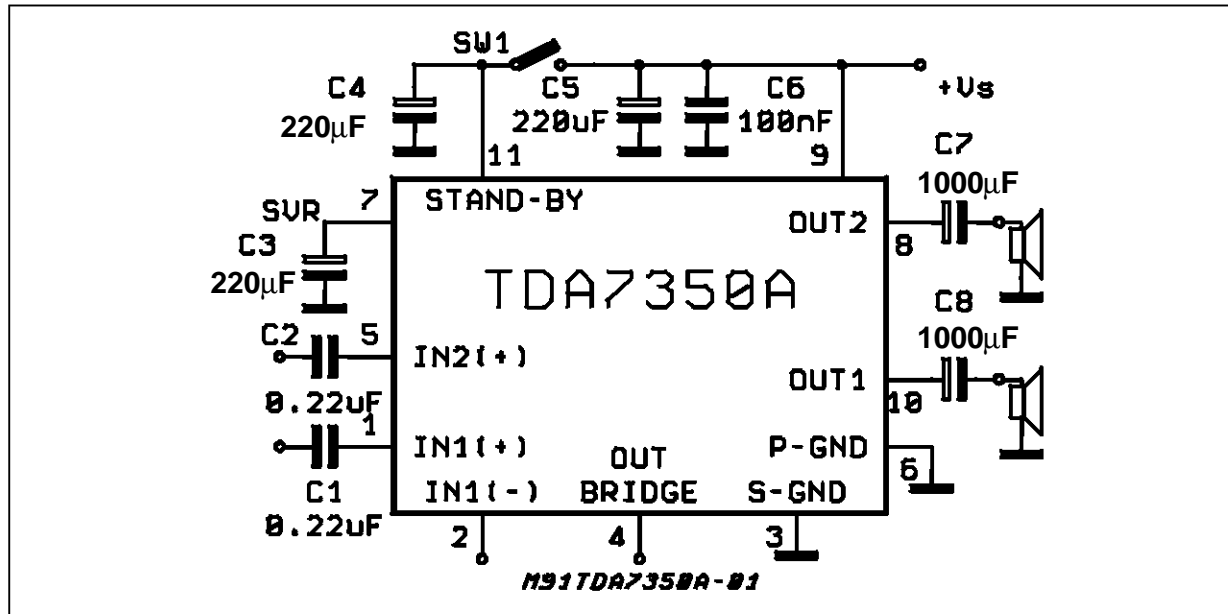 SW1
C4
220μF
C5
220uF
C6
100nF
+Vs
11
9
C7
1000μF
7
STAND-BY
SVR
OUT2
8
C3
220μF
TDA7350A
C8
1000μF
C2
5
IN2(+)
0.22uF
OUT1
10
1
IN1(+)
OUT
BRIDGE
P-GND
6
C1
0.22uF
IN1(-)
S-GND
2
4
3
M91TDA7350A-01